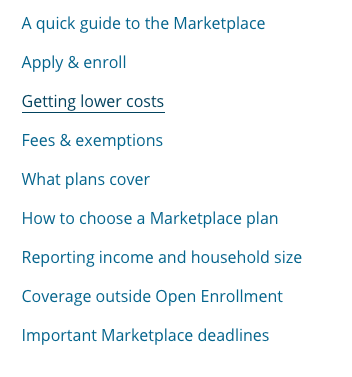 A quick guide to the Marketplace
Apply & enroll
Getting lower costs
Fees & exemptions
What plans cover
How to choose a Marketplace plan
Reporting income and household size
Coverage outside Open Enrollment
Important Marketplace deadlines